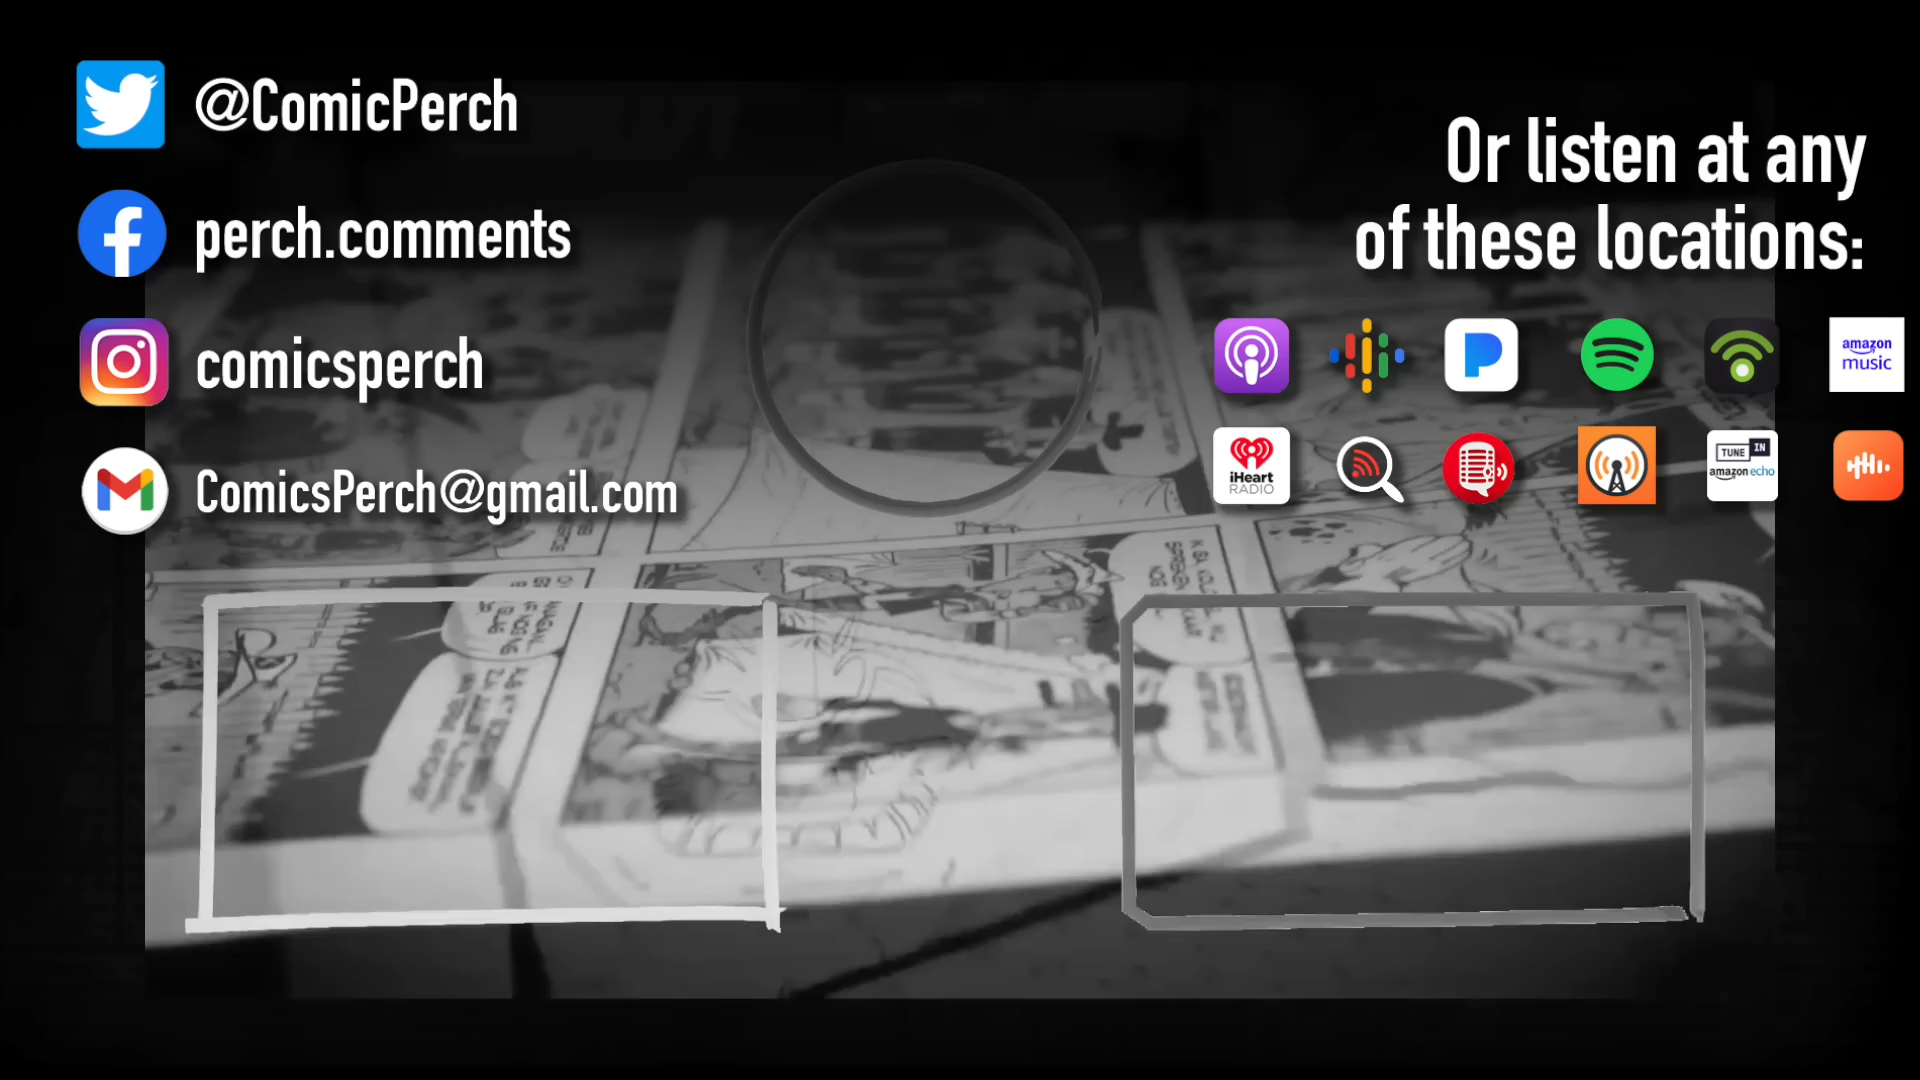 @ComicPerch
perch.comments
comicsperch
ComicsPerch@gmail.com
Or listen at any
of these locations:
amazon
music
iHeart
RADIO
TUNE IN
amazon echo